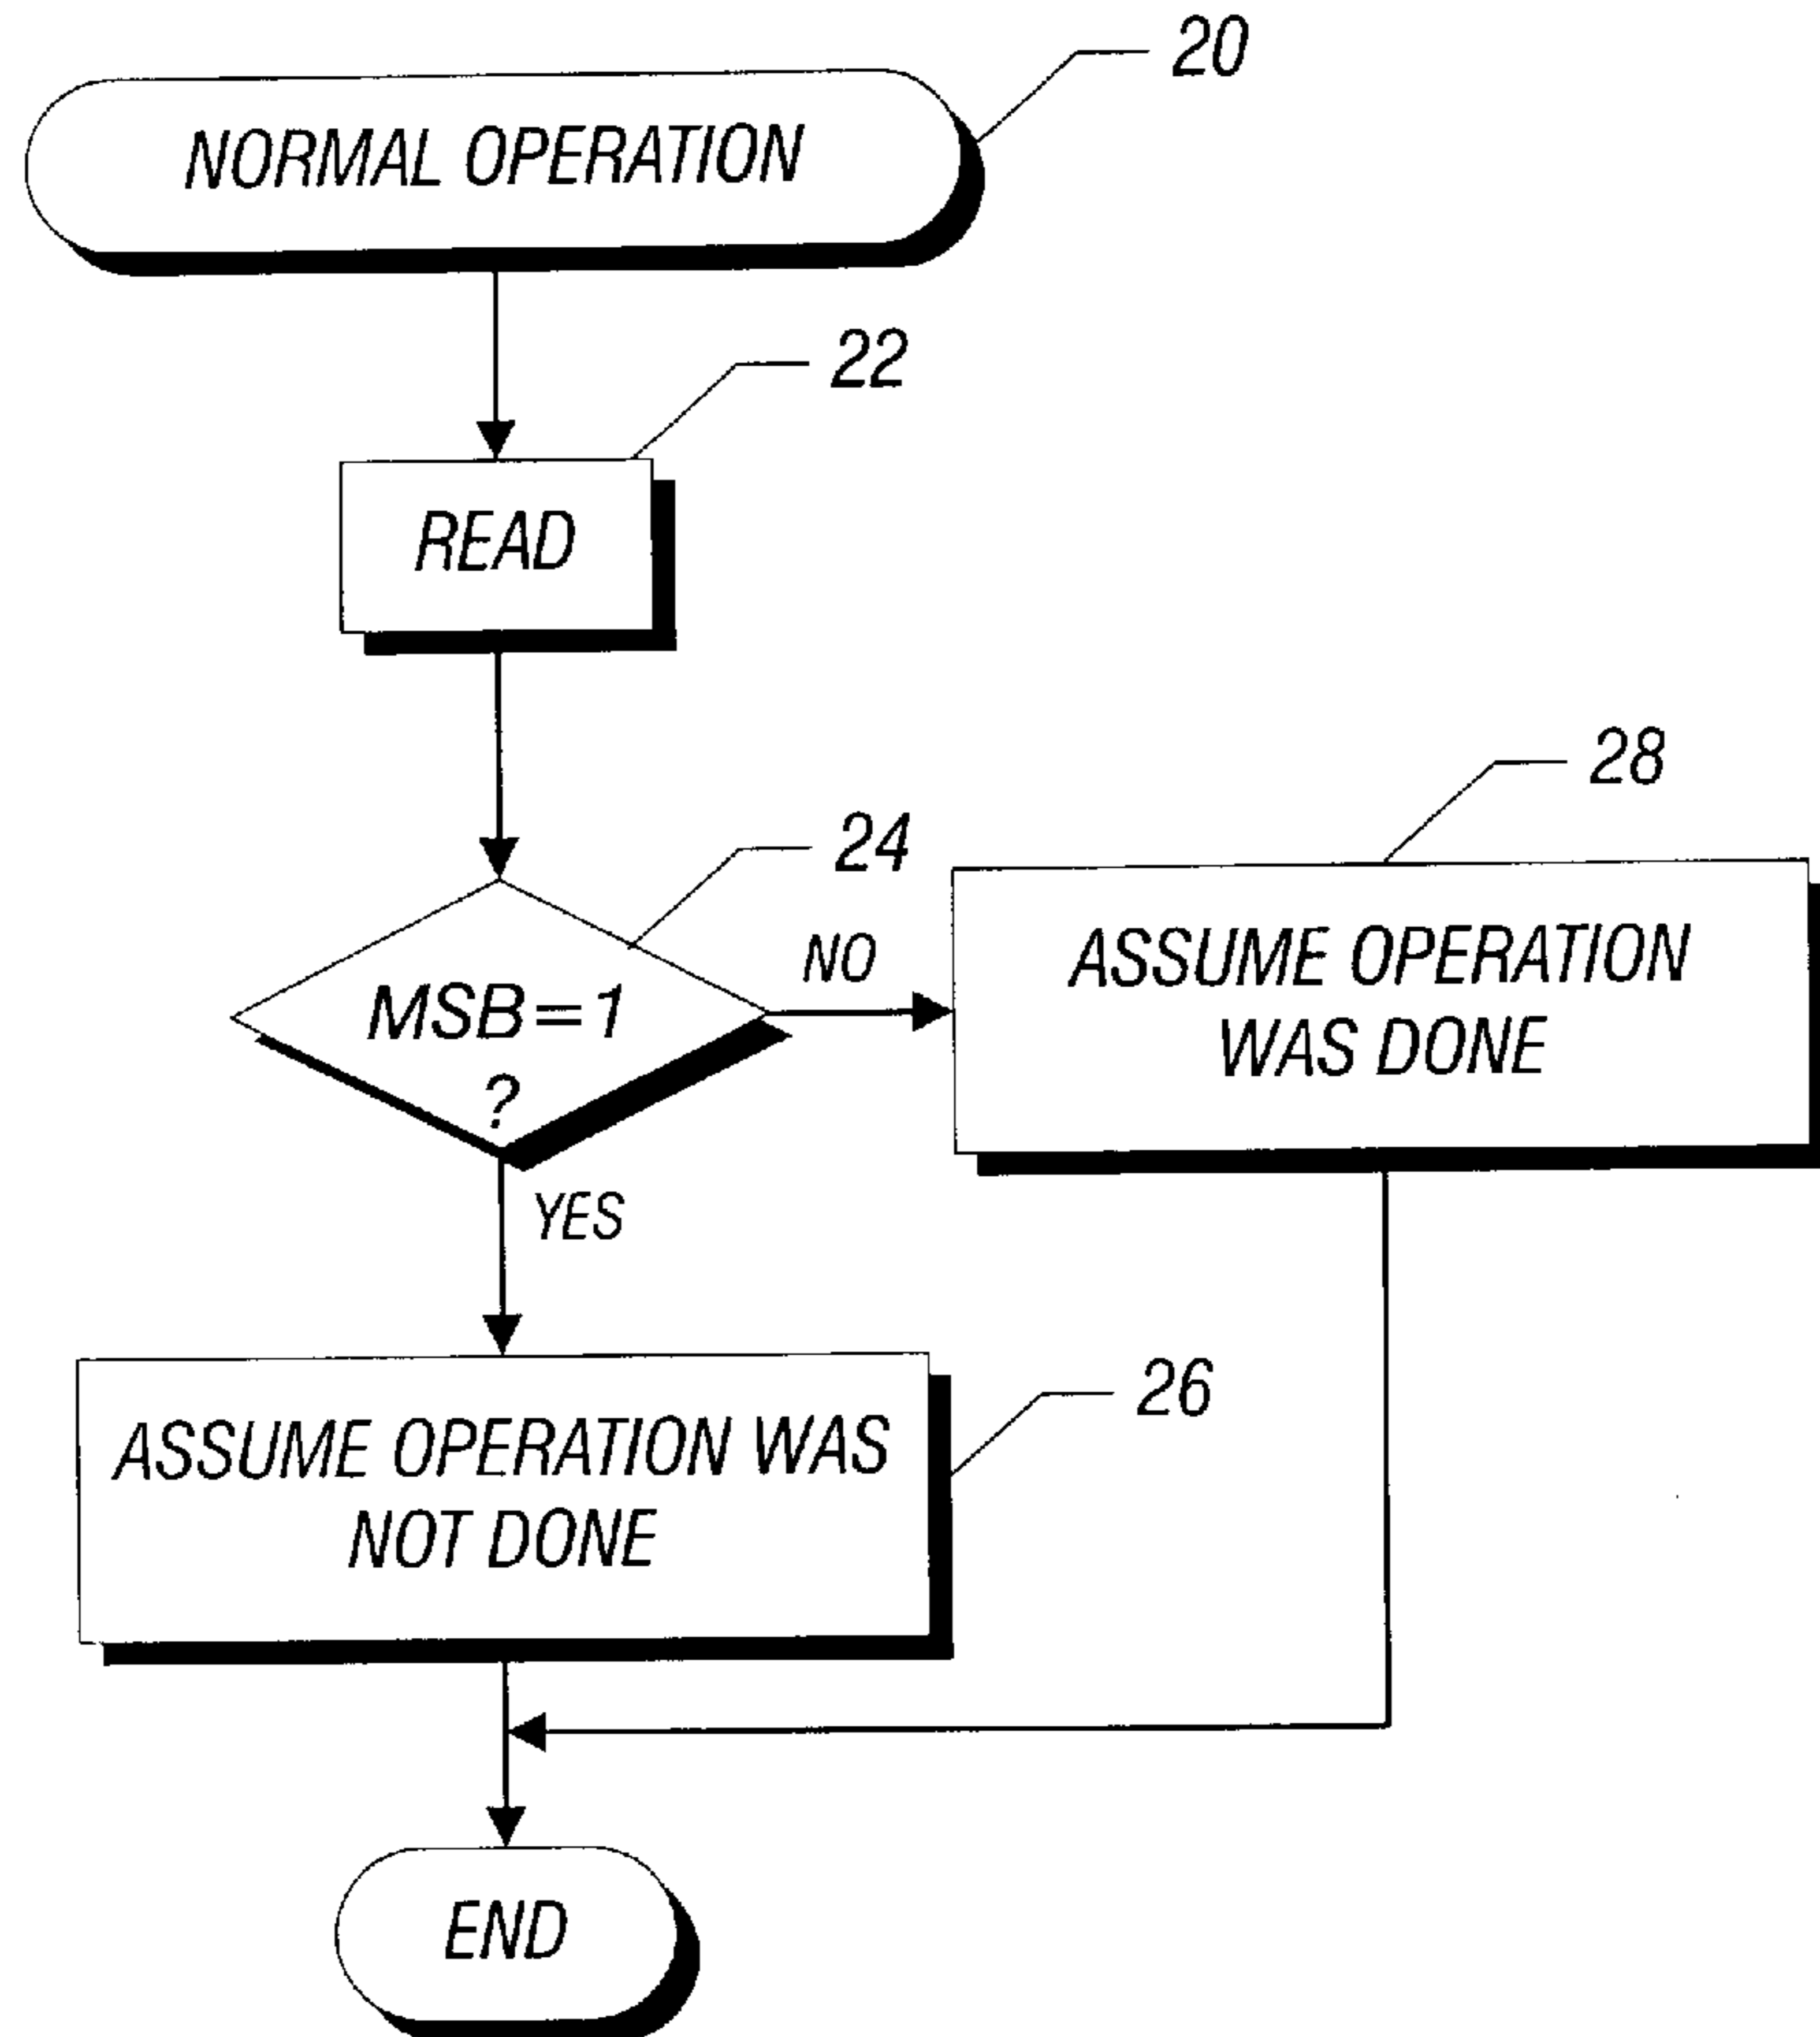 20
NORMAL OPERATION
22
READ
24
MSB=1
?
NO
28
ASSUME OPERATION
WAS DONE
YES
26
ASSUME OPERATION WAS
NOT DONE
END